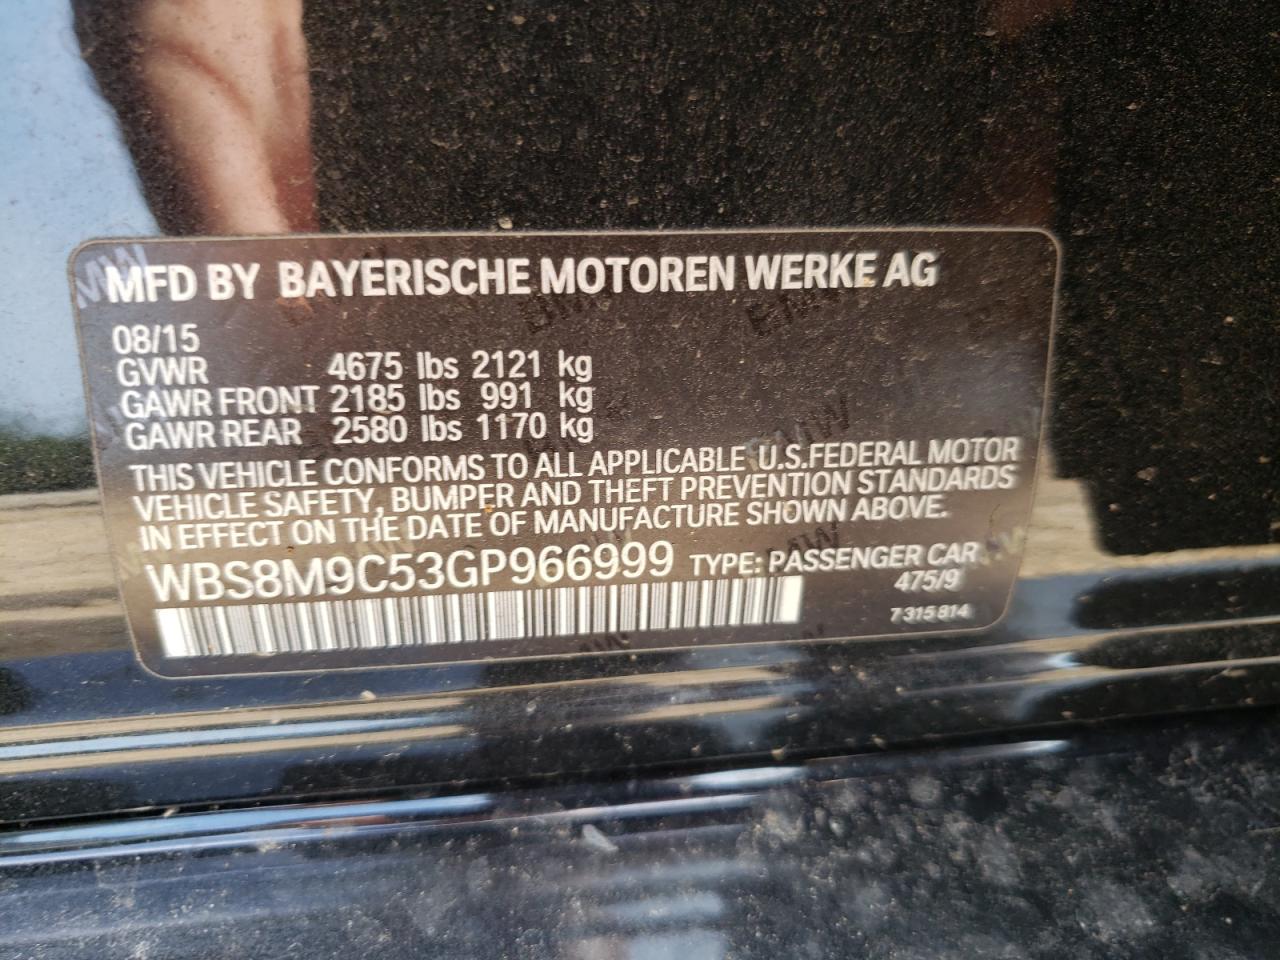 MFD BY BAYERISCHE MOTOREN WERKE AG
08/15
GVWR 4675 lbs 2121 kg
GAWR FRONT 2185 lbs 991 kg
GAWR REAR 2580 lbs 1170 kg
THIS VEHICLE CONFORMS TO ALL APPLICABLE U.S.FEDERAL MOTOR
VEHICLE SAFETY, BUMPER AND THEFT PREVENTION STANDARDS
IN EFFECT ON THE DATE OF MANUFACTURE SHOWN ABOVE.
WBS8M9C53GP966999 TYPE: PASSENGER CAR
475/9
7 315 814